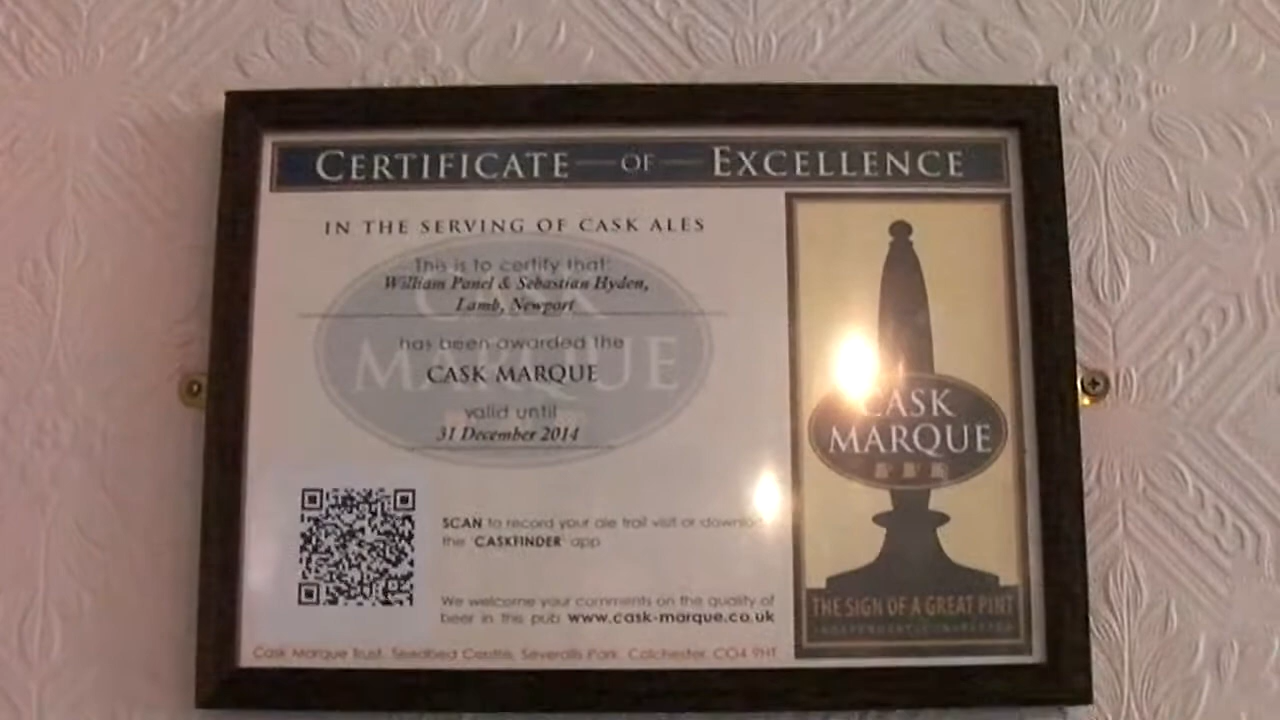 CERTIFICATE OF EXCELLENCE
IN THE SERVING OF CASK ALES
This is to certify that:
William Panel & Sebastian Hyden,
Lamb, Newport
has been awarded the
CASK MARQUE
valid until
31 December 2014
SCAN to record your ale trail visit or download
the 'CASKFINDER' app
We welcome your comments on the quality of
beer in this pub www.cask-marque.co.uk
Cask Marque Trust, Seedbed Centre, Severalls Park, Colchester, CO4 9HT
CASK
MARQUE
CASK
MARQUE
THE SIGN OF A GREAT PINT
INDEPENDENTLY INSPECTED